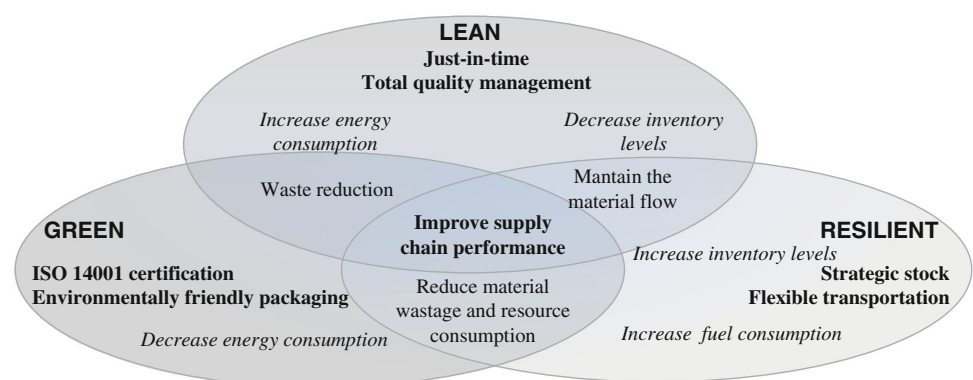 LEAN
Just-in-time
Total quality management
Increase energy
consumption
Decrease inventory
levels
Waste reduction
Mantain the
material flow
Improve supply
chain performance
GREEN
ISO 14001 certification
Environmentally friendly packaging
Decrease energy consumption
Reduce material
wastage and resource
consumption
RESILIENT
Increase inventory levels
Strategic stock
Flexible transportation
Increase fuel consumption